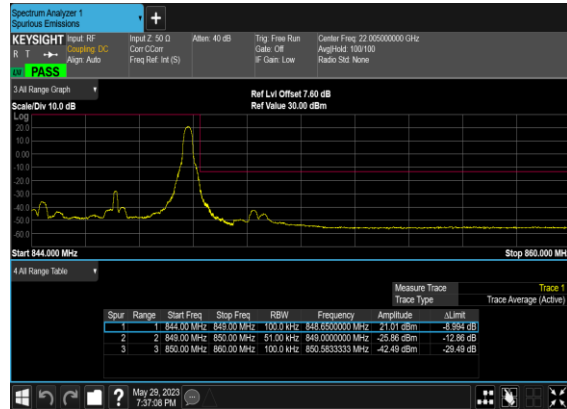 Spectrum Analyzer 1
Spurious Emissions
KEYSIGHT Input: RF Input Z: 50 Ω Atten: 40 dB Trig: Free Run Center Freq: 22.005000000 GHz
R T Coupling: DC Corr CCorr Gate: Off Avg|Hold: 100/100
Align: Auto Freq Ref: Int (S) IF Gain: Low Radio Std: None
PASS
3 All Range Graph
Ref Lvl Offset 7.60 dB
Scale/Div 10.0 dB Ref Value 30.00 dBm
Log
20.0
10.0
0.00
-10.0
-20.0
-30.0
-40.0
-50.0
-60.0
Start 844.000 MHz Stop 860.000 MH
4 All Range Table
Measure Trace Trace 1
Trace Type Trace Average (Active)
Spur Range Start Freq Stop Freq RBW Frequency Amplitude ΔLimit
1 1 844.00 MHz 849.00 MHz 100.0 kHz 848.6500000 MHz 21.01 dBm -8.994 dB
2 2 849.00 MHz 850.00 MHz 51.00 kHz 849.0000000 MHz -25.86 dBm -12.86 dB
3 3 850.00 MHz 860.00 MHz 100.0 kHz 850.5833333 MHz -42.49 dBm -29.49 dB
? May 29, 2023
7:37:08 PM